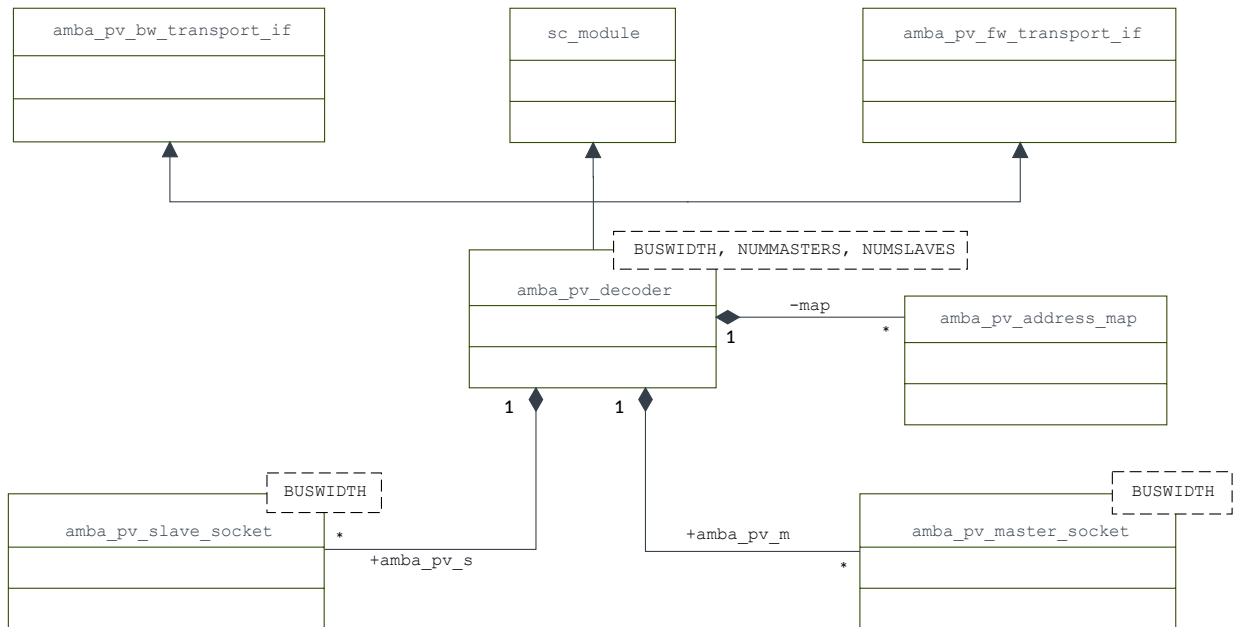 amba_pv_bw_transport_if
sc_module
amba_pv_fw_transport_if
BUSWIDTH, NUMMASTERS, NUMSLAVES
amba_pv_decoder
-map
1
*
amba_pv_address_map
1
1
BUSWIDTH
amba_pv_slave_socket
*
+amba_pv_s
+amba_pv_m
*
BUSWIDTH
amba_pv_master_socket